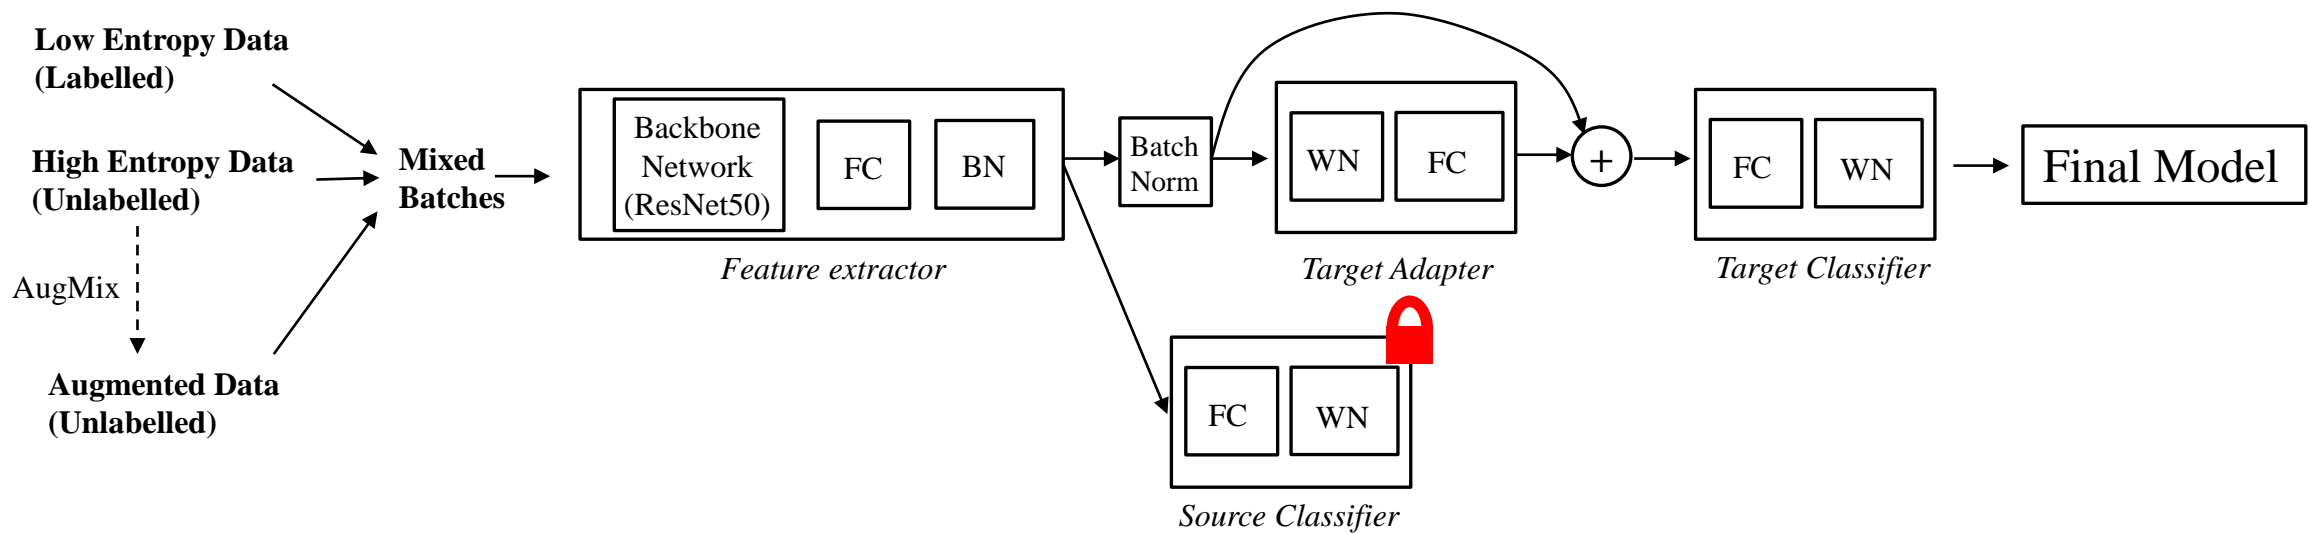 Low Entropy Data
(Labelled)
High Entropy Data
(Unlabelled)
AugMix
Augmented Data
(Unlabelled)
Mixed
Batches
Backbone
Network
(ResNet50)
FC
BN
Feature extractor
Batch
Norm
WN
FC
Target Adapter
+
FC
WN
Target Classifier
Final Model
FC
WN
Source Classifier